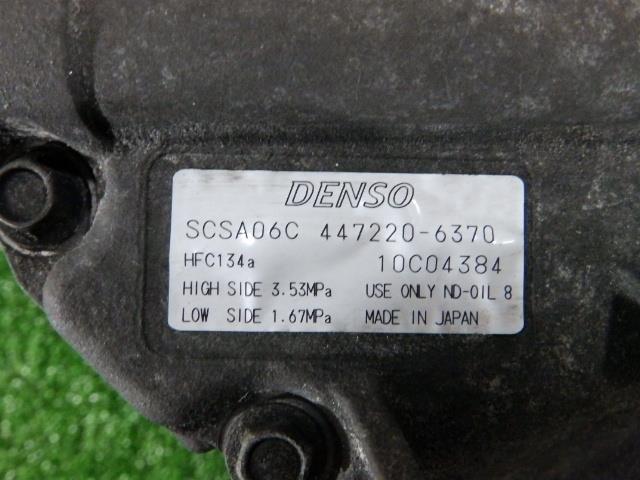 DENSO
SCSA06C 447220-6370
HFC134a 10C04384
HIGH SIDE 3.53MPa USE ONLY ND-OIL 8
LOW SIDE 1.67MPa MADE IN JAPAN